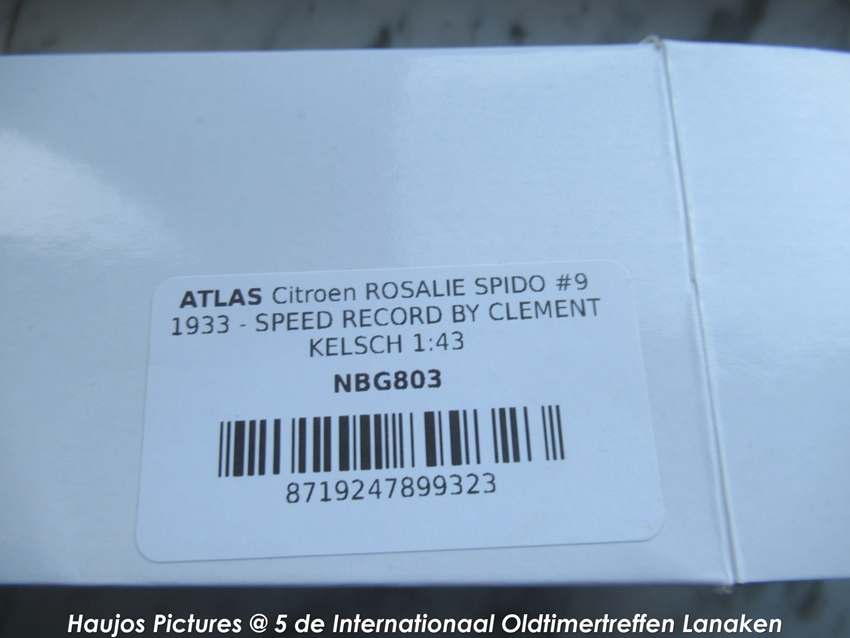 ATLAS Citroen ROSALIE SPIDO #9
1933 - SPEED RECORD BY CLEMENT
KELSCH 1:43
NBG803
8719247899323
Haujos Pictures @ 5 de Internationaal Oldtimertreffen Lanaken